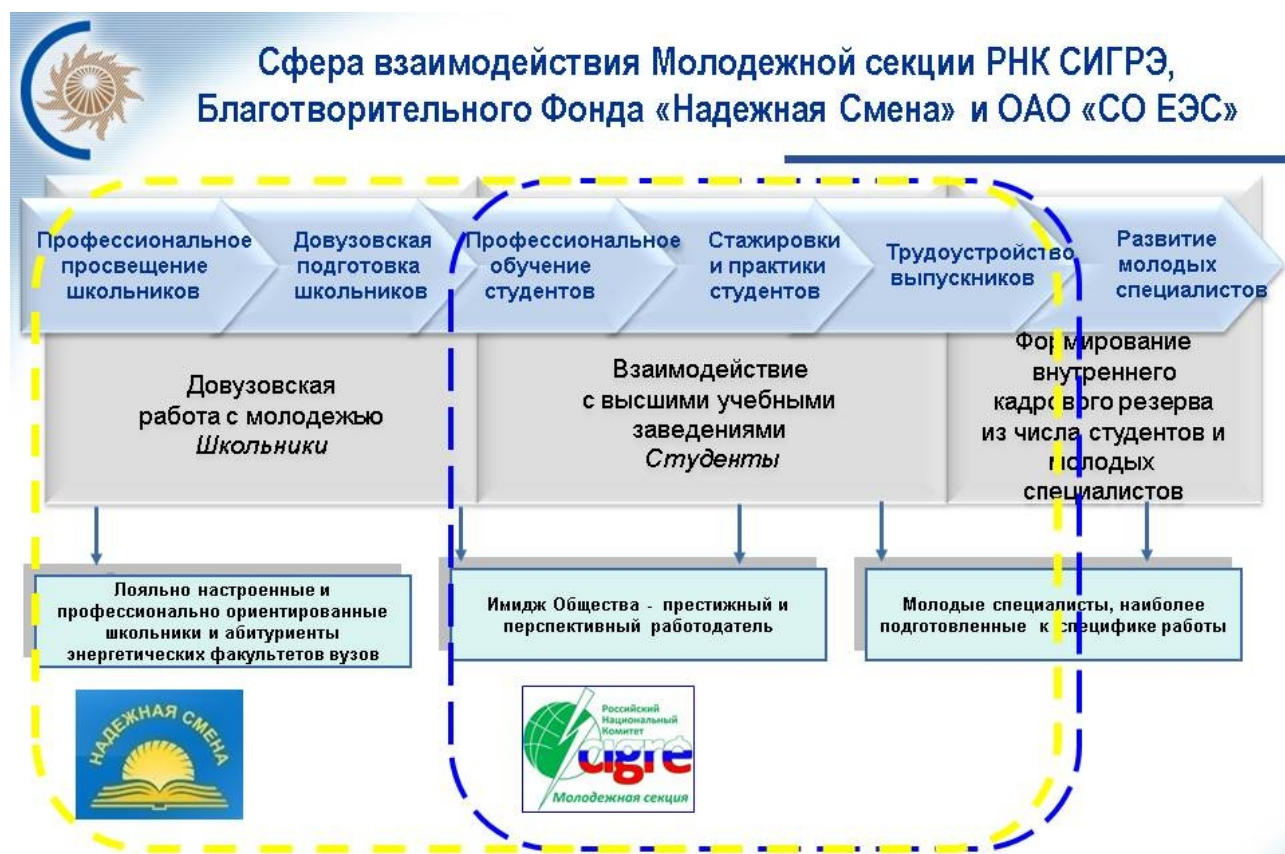 Сфера взаимодействия Молодежной секции РНК СИГРЭ,
Благотворительного Фонда «Надежная Смена» и ОАО «СО ЕЭС»
Профессиональное
просвещение
школьников
Довузовская
подготовка
школьников
Профессиональное
обучение
студентов
Стажировки
и практики
студентов
Трудоустройство
выпускников
Развитие
молодых
специалистов
Довузовская
работа с молодежью
Школьники
Взаимодействие
с высшими учебными
заведениями
Студенты
Формирование
внутреннего
кадрового резерва
из числа студентов и
молодых
специалистов
Лояльно настроенные и
профессионально ориентированные
школьники и абитуриенты
энергетических факультетов вузов
Имидж Общества - престижный и
перспективный работодатель
Молодые специалисты, наиболее
подготовленные к специфике работы
НАДЕЖНАЯ СМЕНА
Российский
Национальный
Комитет
cigre
Молодежная секция